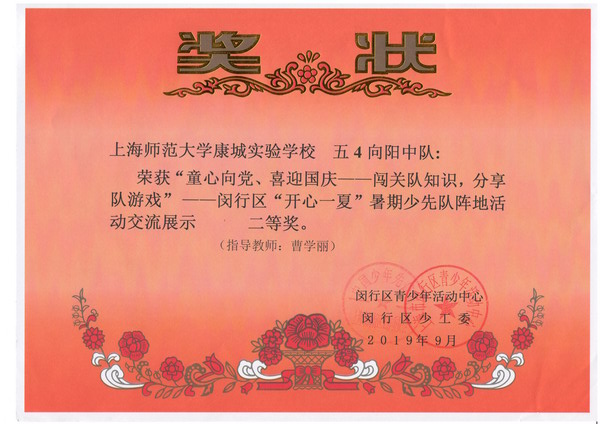 奖状
上海师范大学康城实验学校 五4向阳中队:
荣获“童心向党、喜迎国庆——闯关队知识，分享
队游戏”——闵行区“开心一夏”暑期少先队阵地活
动交流展示 二等奖。
（指导教师：曹学丽）
闵行区青少年活动中心
闵行区少工委
2019年9月